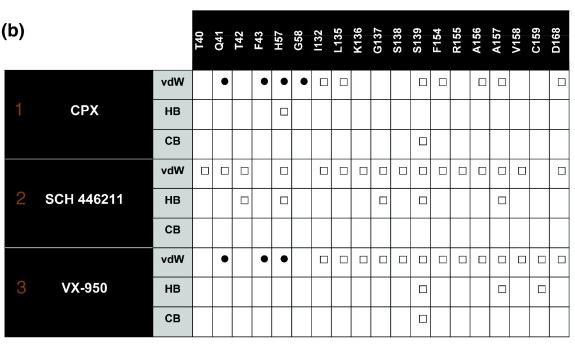 (b)
T40 Q41 T42 F43 H57 G58 I132 L135 K136 G137 S138 S139 F154 R155 A156 A157 V158 C159 D168
vdW
1 CPX HB
CB
vdW
2 SCH 446211 HB
CB
vdW
3 VX-950 HB
CB